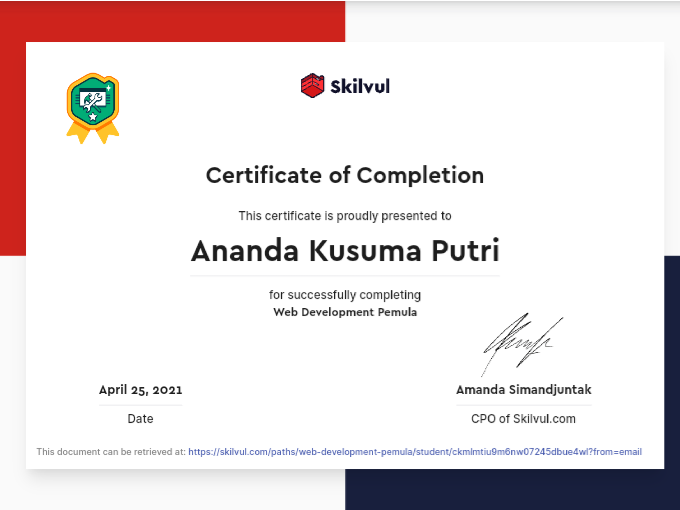 Skilvul
Certificate of Completion
This certificate is proudly presented to
Ananda Kusuma Putri
for successfully completing
Web Development Pemula
April 25, 2021
Date
Amanda Simandjuntak
CPO of Skilvul.com
This document can be retrieved at: https://skilvul.com/paths/web-development-pemula/student/ckmlmtiu9m6nw07245dbue4wl?from=email